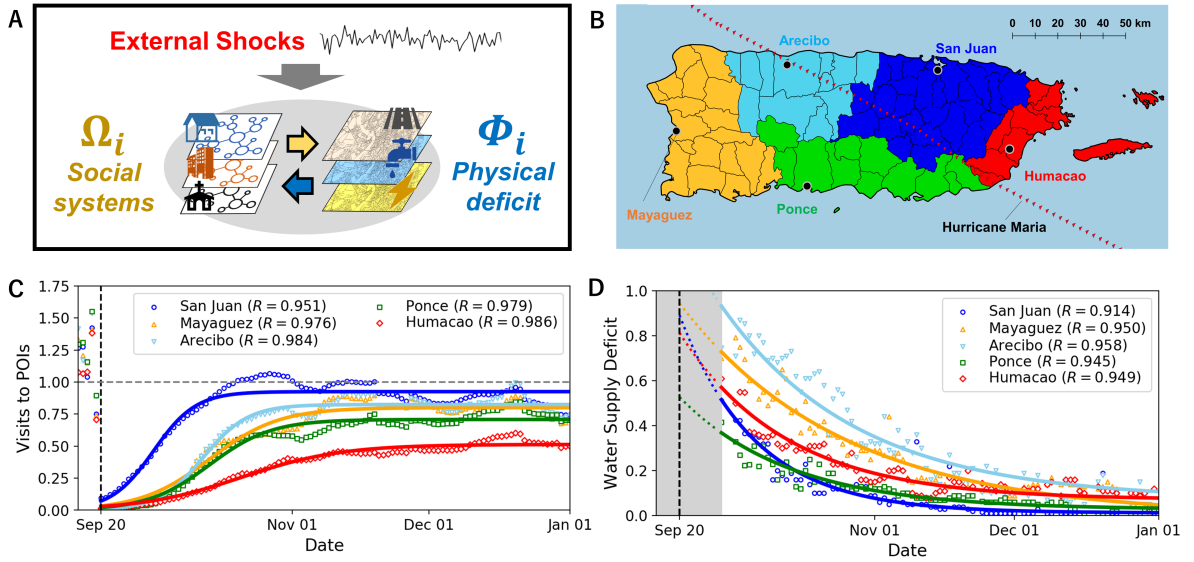 A
External Shocks
Ωi
Social
systems
Φi
Physical
deficit
B
0 10 20 30 40 50 km
Arecibo
San Juan
Humacao
Mayaguez
Ponce
Hurricane Maria
C
Visits to POIs
1.75
1.50
1.25
1.00
0.75
0.50
0.25
0.00
San Juan (R = 0.951)
Mayaguez (R = 0.976)
Arecibo (R = 0.984)
Ponce (R = 0.979)
Humacao (R = 0.986)
Sep 20 Nov 01 Dec 01 Jan 01
Date
D
Water Supply Deficit
1.0
0.8
0.6
0.4
0.2
0.0
San Juan (R = 0.914)
Mayaguez (R = 0.950)
Arecibo (R = 0.958)
Ponce (R = 0.945)
Humacao (R = 0.949)
Sep 20 Nov 01 Dec 01 Jan 01
Date